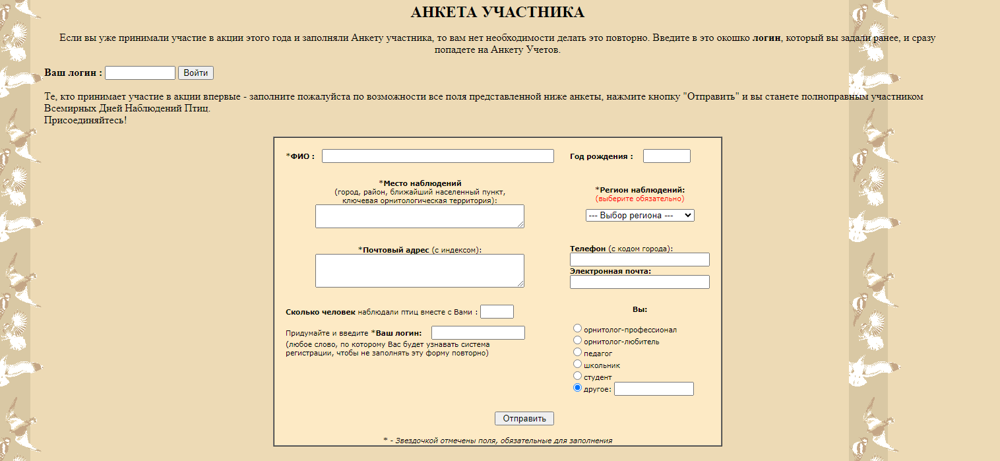 АНКЕТА УЧАСТНИКА
Если вы уже принимали участие в акции этого года и заполняли Анкету участника, то вам нет необходимости делать это повторно. Введите в это окошко логин, который вы задали ранее, и сразу
попадете на Анкету Учетов.
Ваш логин : Войти
Те, кто принимает участие в акции впервые - заполните пожалуйста по возможности все поля представленной ниже анкеты, нажмите кнопку "Отправить" и вы станете полноправным участником
Всемирных Дней Наблюдений Птиц.
Присоединяйтесь!
*ФИО : Год рождения :
*Место наблюдений
(город, район, ближайший населенный пункт,
ключевая орнитологическая территория):
*Регион наблюдений:
(выберите обязательно)
--- Выбор региона ---
*Почтовый адрес (с индексом):
Телефон (с кодом города):
Электронная почта:
Сколько человек наблюдали птиц вместе с Вами :
Придумайте и введите *Ваш логин:
(любое слово, по которому Вас будет узнавать система
регистрации, чтобы не заполнять эту форму повторно)
Вы:
орнитолог-профессионал
орнитолог-любитель
педагог
школьник
студент
другое:
Отправить
* - Звездочкой отмечены поля, обязательные для заполнения